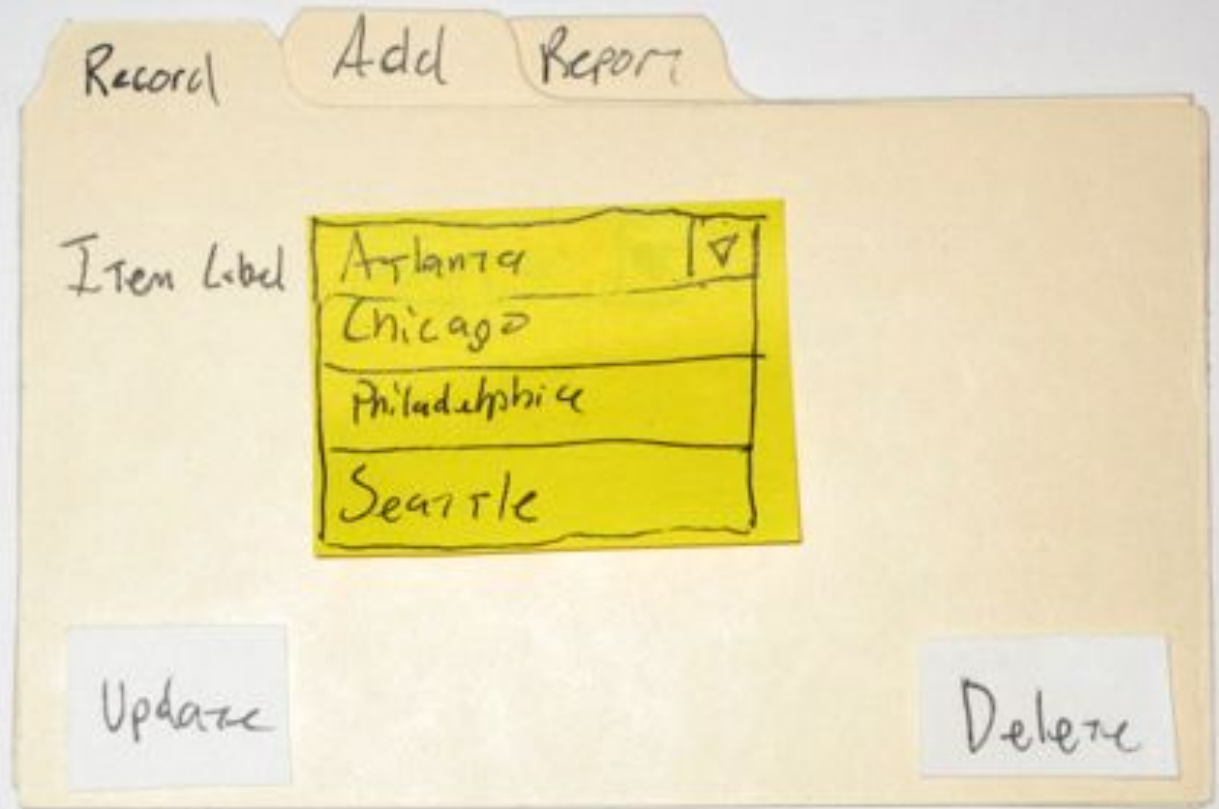 Record Add Report
Item Label
Atlanta
Chicago
Philadelphia
Seattle
Update Delete